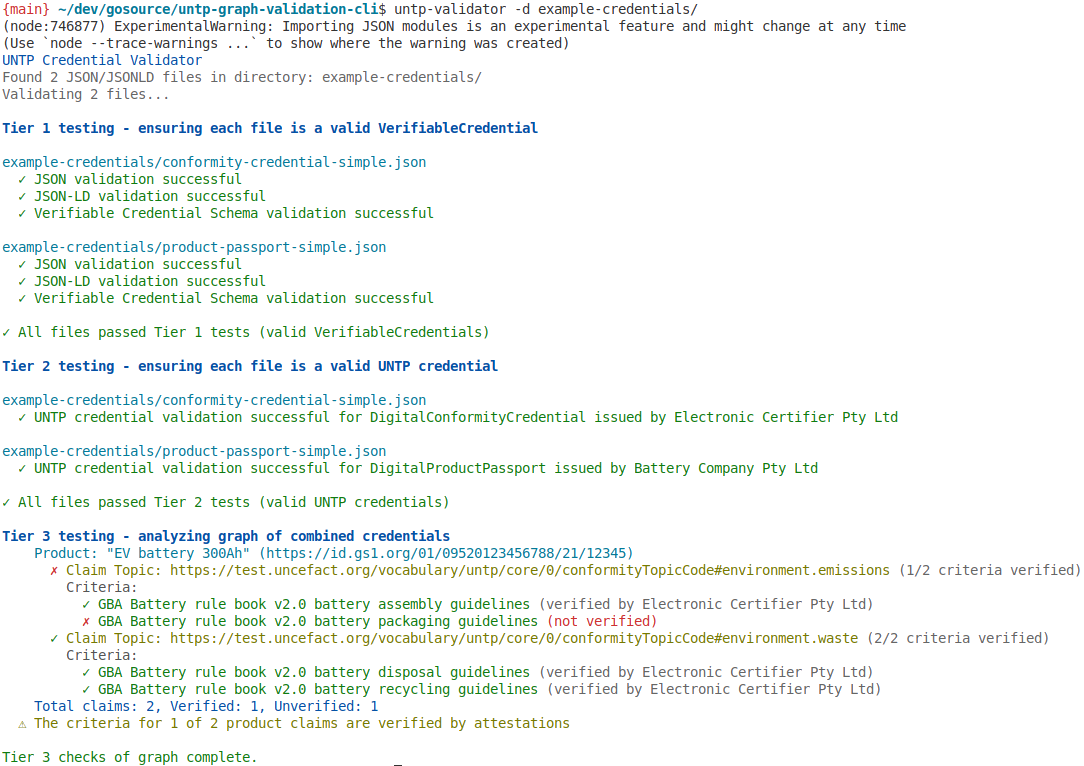 {main} ~/dev/gosource/untp-graph-validation-cli$ untp-validator -d example-credentials/
(node:746877) ExperimentalWarning: Importing JSON modules is an experimental feature and might change at any time
(Use `node --trace-warnings ...` to show where the warning was created)
UNTP Credential Validator
Found 2 JSON/JSONLD files in directory: example-credentials/
Validating 2 files...
Tier 1 testing - ensuring each file is a valid VerifiableCredential
example-credentials/conformity-credential-simple.json
✓ JSON validation successful
✓ JSON-LD validation successful
✓ Verifiable Credential Schema validation successful
example-credentials/product-passport-simple.json
✓ JSON validation successful
✓ JSON-LD validation successful
✓ Verifiable Credential Schema validation successful
✓ All files passed Tier 1 tests (valid VerifiableCredentials)
Tier 2 testing - ensuring each file is a valid UNTP credential
example-credentials/conformity-credential-simple.json
✓ UNTP credential validation successful for DigitalConformityCredential issued by Electronic Certifier Pty Ltd
example-credentials/product-passport-simple.json
✓ UNTP credential validation successful for DigitalProductPassport issued by Battery Company Pty Ltd
✓ All files passed Tier 2 tests (valid UNTP credentials)
Tier 3 testing - analyzing graph of combined credentials
Product: "EV battery 300Ah" (https://id.gs1.org/01/09520123456788/21/12345)
✗ Claim Topic: https://test.uncefact.org/vocabulary/untp/core/0/conformityTopicCode#environment.emissions (1/2 criteria verified)
Criteria:
✓ GBA Battery rule book v2.0 battery assembly guidelines (verified by Electronic Certifier Pty Ltd)
✗ GBA Battery rule book v2.0 battery packaging guidelines (not verified)
✓ Claim Topic: https://test.uncefact.org/vocabulary/untp/core/0/conformityTopicCode#environment.waste (2/2 criteria verified)
Criteria:
✓ GBA Battery rule book v2.0 battery disposal guidelines (verified by Electronic Certifier Pty Ltd)
✓ GBA Battery rule book v2.0 battery recycling guidelines (verified by Electronic Certifier Pty Ltd)
Total claims: 2, Verified: 1, Unverified: 1
⚠ The criteria for 1 of 2 product claims are verified by attestations
Tier 3 checks of graph complete.